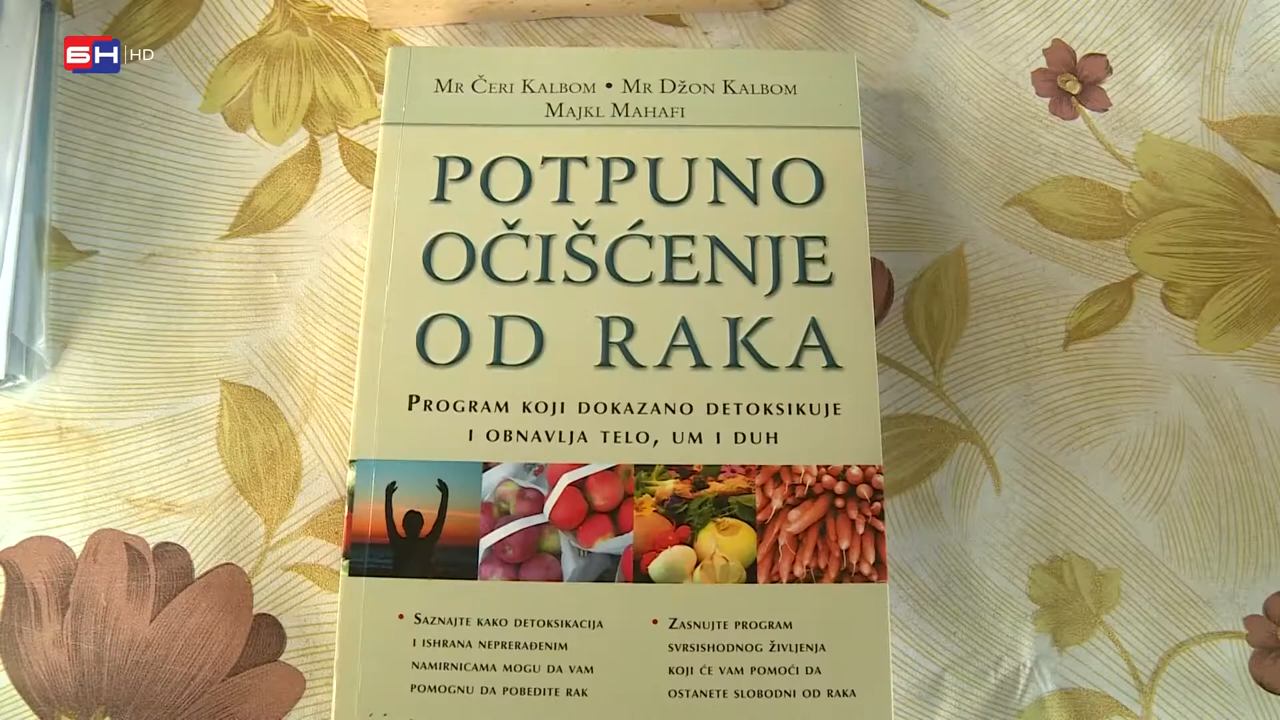 БН HD
Mr Čeri Kalbom • Mr Džon Kalbom
Majkl Mahafi
POTPUNO
OČIŠĆENJE
OD RAKA
Program koji dokazano detoksikuje
i obnavlja telo, um i duh
• Saznajte kako detoksikacija
i ishrana neprerađenim
namirnicama mogu da vam
pomognu da pobedite rak
• Zasnujte program
svrsishodnog življenja
koji će vam pomoći da
ostanete slobodni od raka